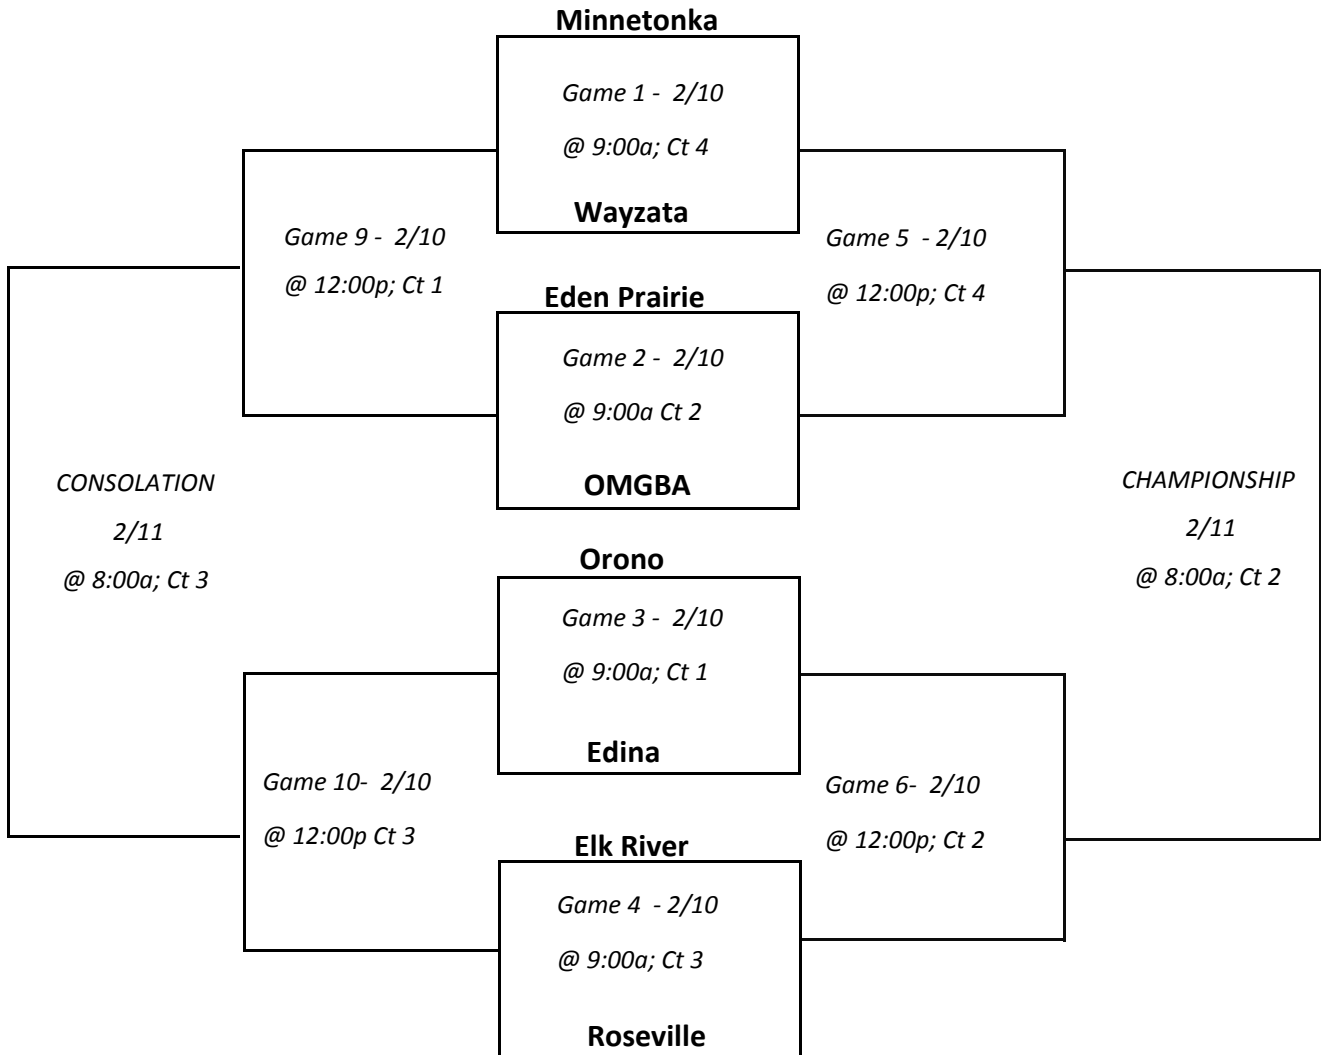 Minnetonka
Game 1 -  2/10
@ 9:00a; Ct 4
Wayzata
Game 9 -  2/10
@ 12:00p; Ct 1
Game 5  - 2/10
@ 12:00p; Ct 4
Eden Prairie
Game 2 -  2/10
@ 9:00a Ct 2
OMGBA
CONSOLATION
2/11
@ 8:00a; Ct 3
CHAMPIONSHIP
2/11
@ 8:00a; Ct 2
Orono
Game 3 -  2/10
@ 9:00a; Ct 1
Edina
Game 10-  2/10
@ 12:00p Ct 3
Game 6-  2/10
@ 12:00p; Ct 2
Elk River
Game 4  - 2/10
@ 9:00a; Ct 3
Roseville